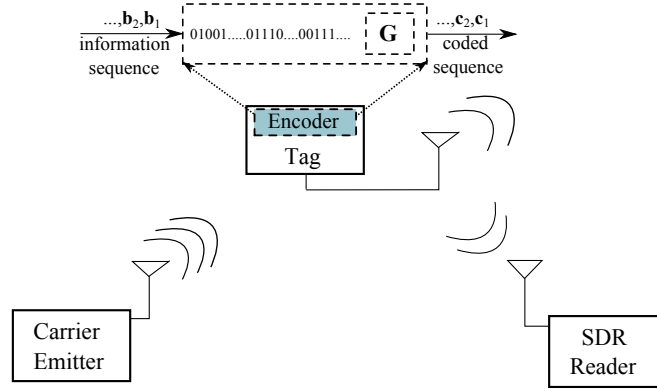 ...,b₂,b₁
information
sequence
01001.....01110....00111....
G
...,c₂,c₁
coded
sequence
Encoder
Tag
Carrier
Emitter
SDR
Reader